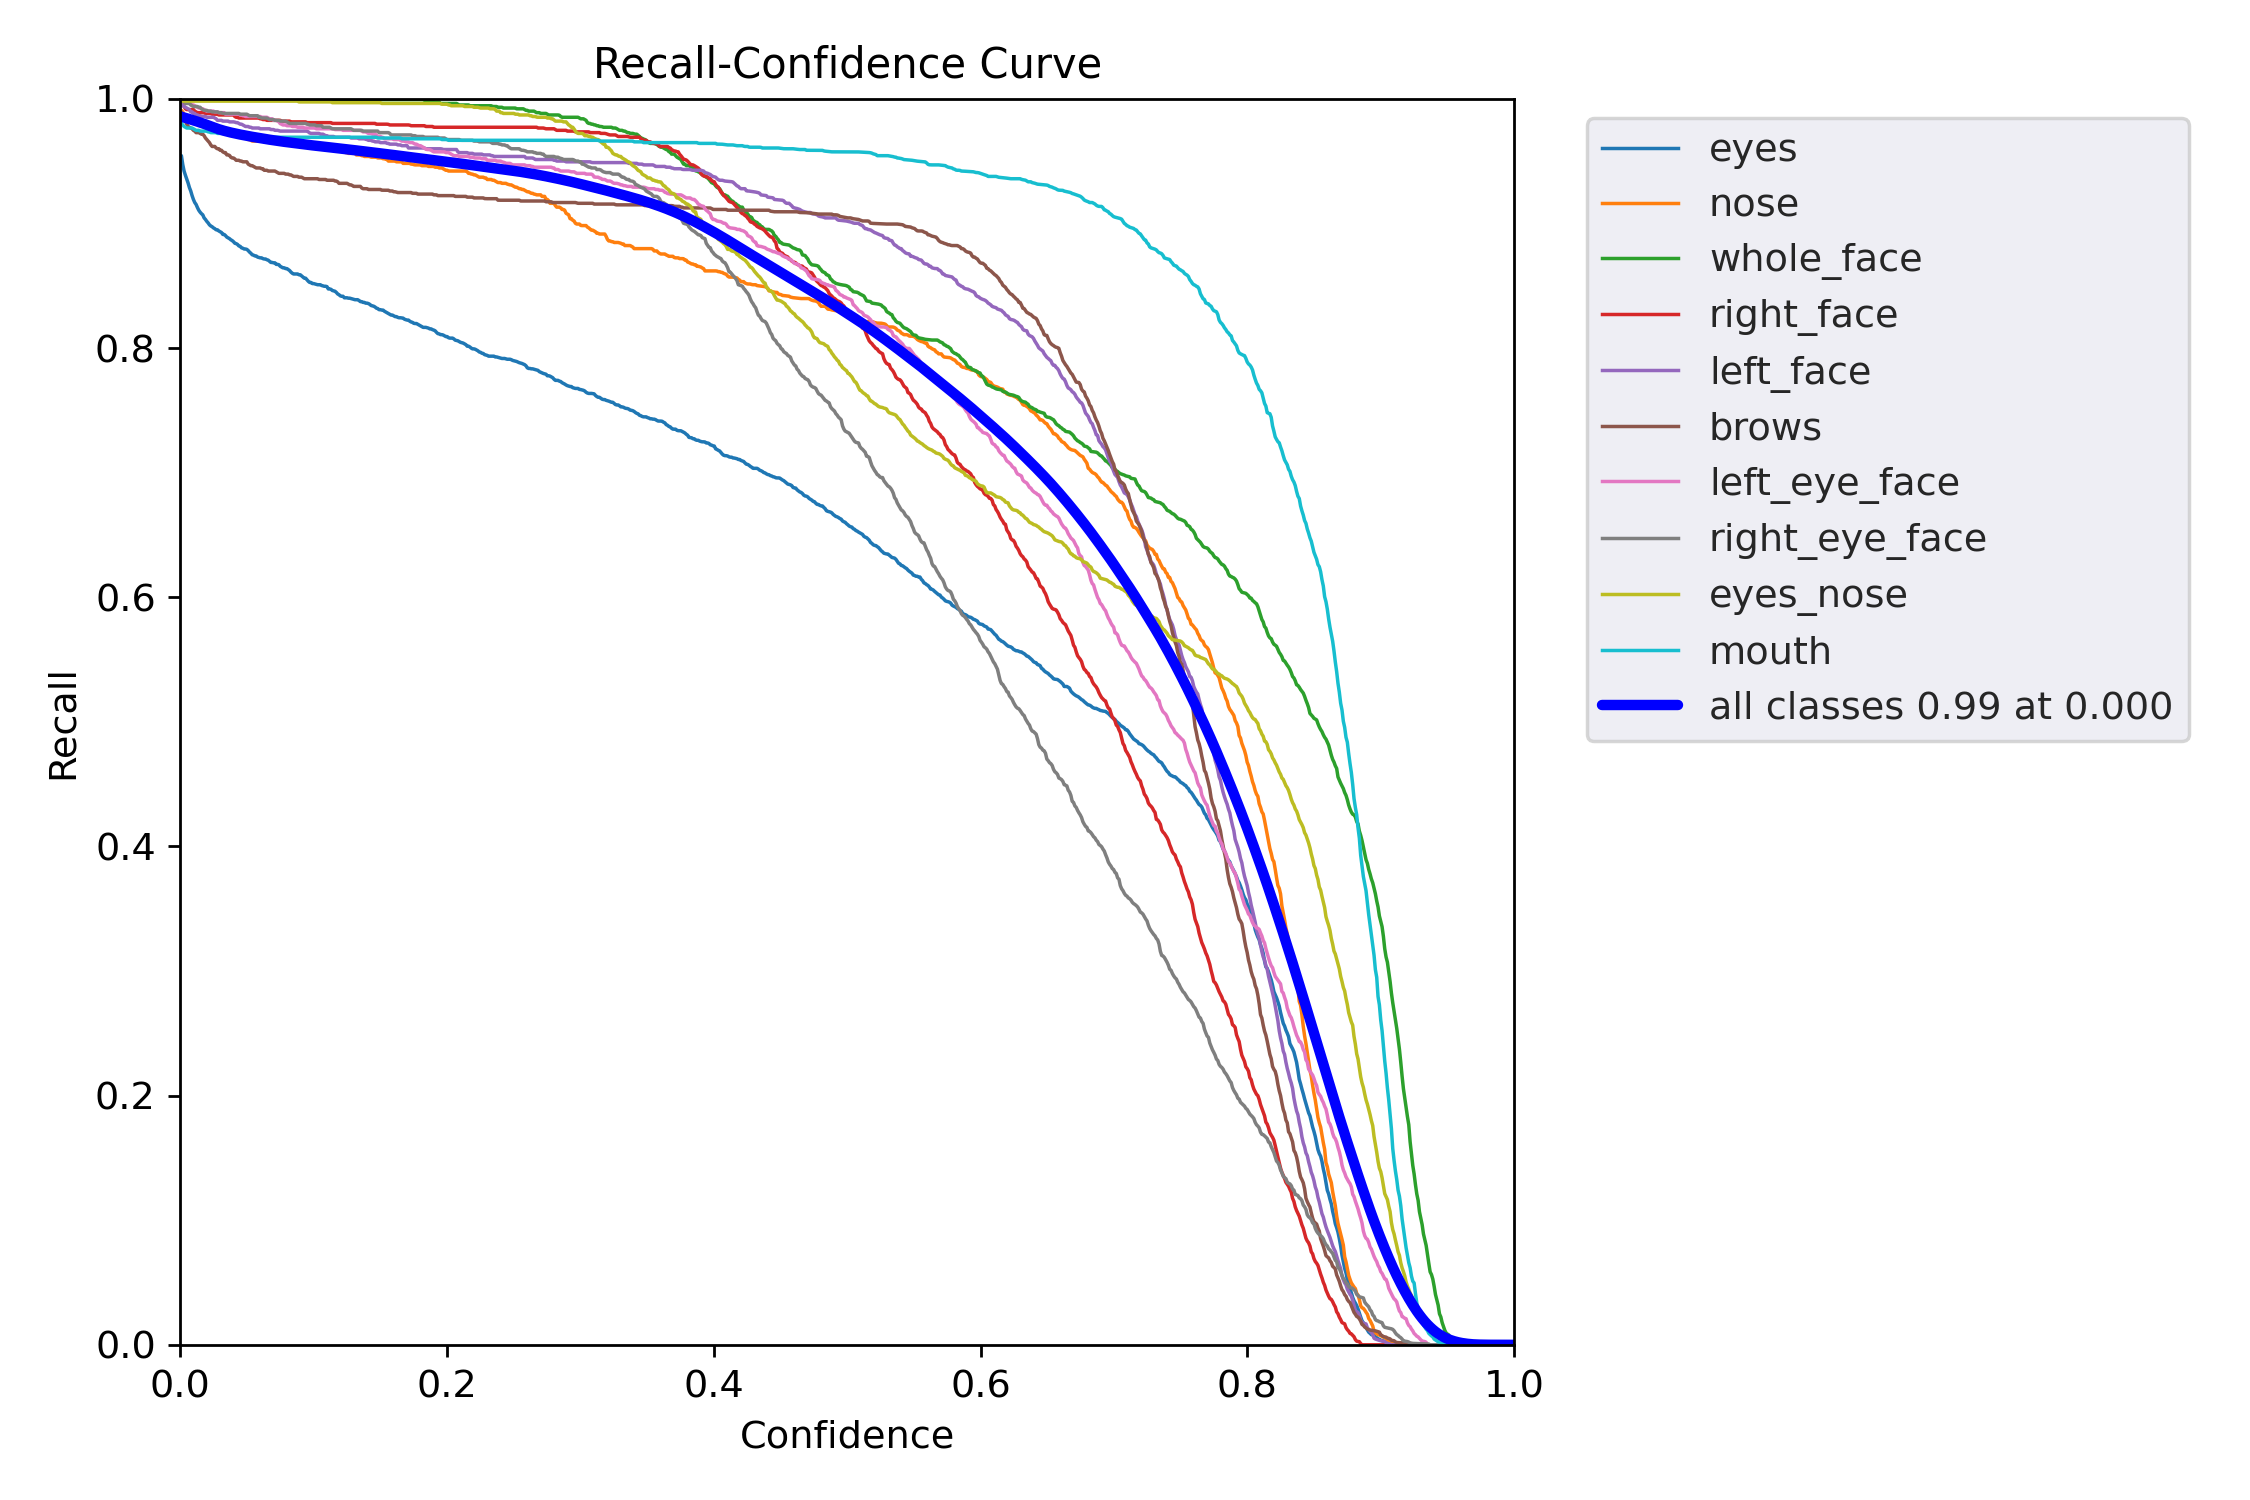 Recall-Confidence Curve
1.0
0.8
0.6
0.4
0.2
0.0
Recall
0.0 0.2 0.4 0.6 0.8 1.0
Confidence
eyes
nose
whole_face
right_face
left_face
brows
left_eye_face
right_eye_face
eyes_nose
mouth
all classes 0.99 at 0.000